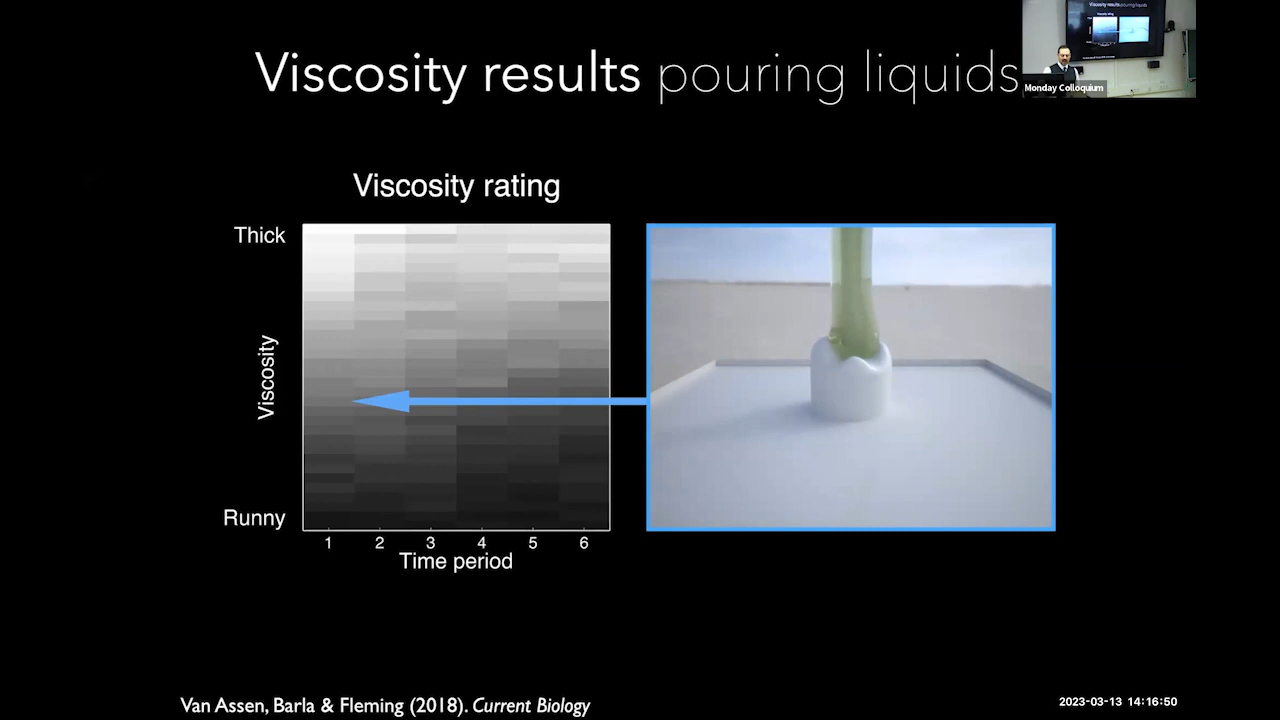 Viscosity results pouring liquids
Monday Colloquium
Viscosity rating
Thick
Viscosity
Runny
1 2 3 4 5 6
Time period
Van Assen, Barla & Fleming (2018). Current Biology
2023-03-13 14:16:50